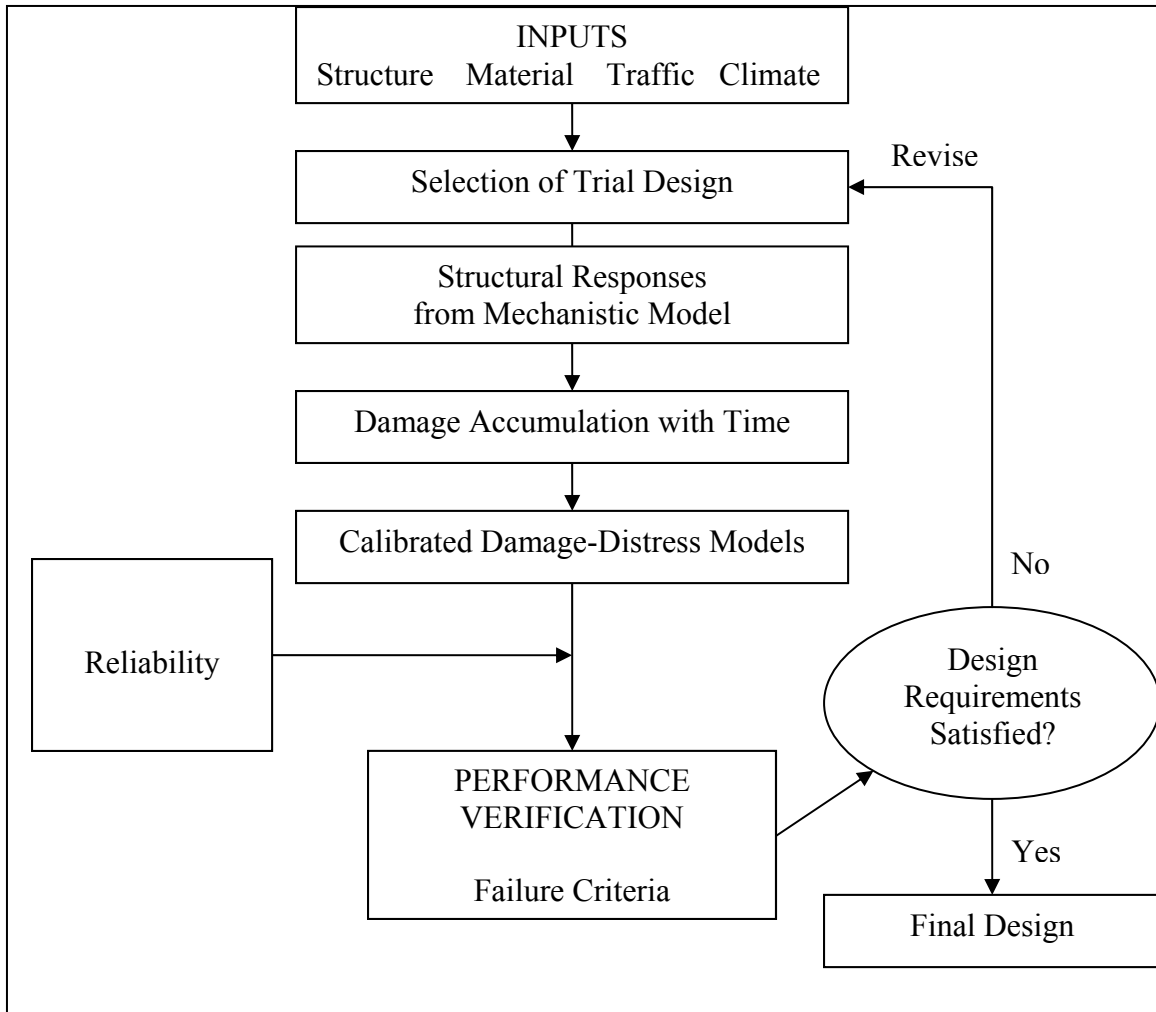 INPUTS
Structure Material Traffic Climate
Selection of Trial Design
Revise
Structural Responses
from Mechanistic Model
Damage Accumulation with Time
Calibrated Damage-Distress Models
Reliability
PERFORMANCE
VERIFICATION
Failure Criteria
Design
Requirements
Satisfied?
No
Yes
Final Design